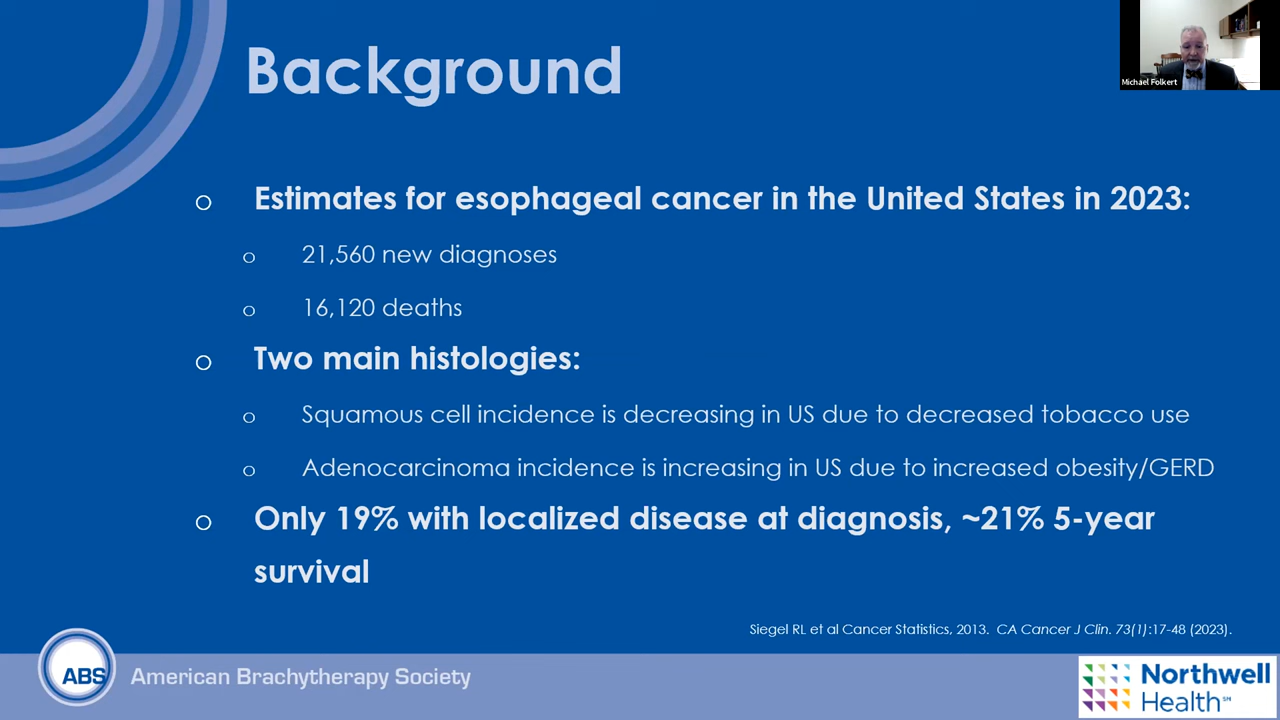 Background
Michael Folkert
o Estimates for esophageal cancer in the United States in 2023:
o 21,560 new diagnoses
o 16,120 deaths
o Two main histologies:
o Squamous cell incidence is decreasing in US due to decreased tobacco use
o Adenocarcinoma incidence is increasing in US due to increased obesity/GERD
o Only 19% with localized disease at diagnosis, ~21% 5-year
survival
Siegel RL et al Cancer Statistics, 2013. CA Cancer J Clin. 73(1):17-48 (2023).
ABS American Brachytherapy Society
Northwell
Health℠